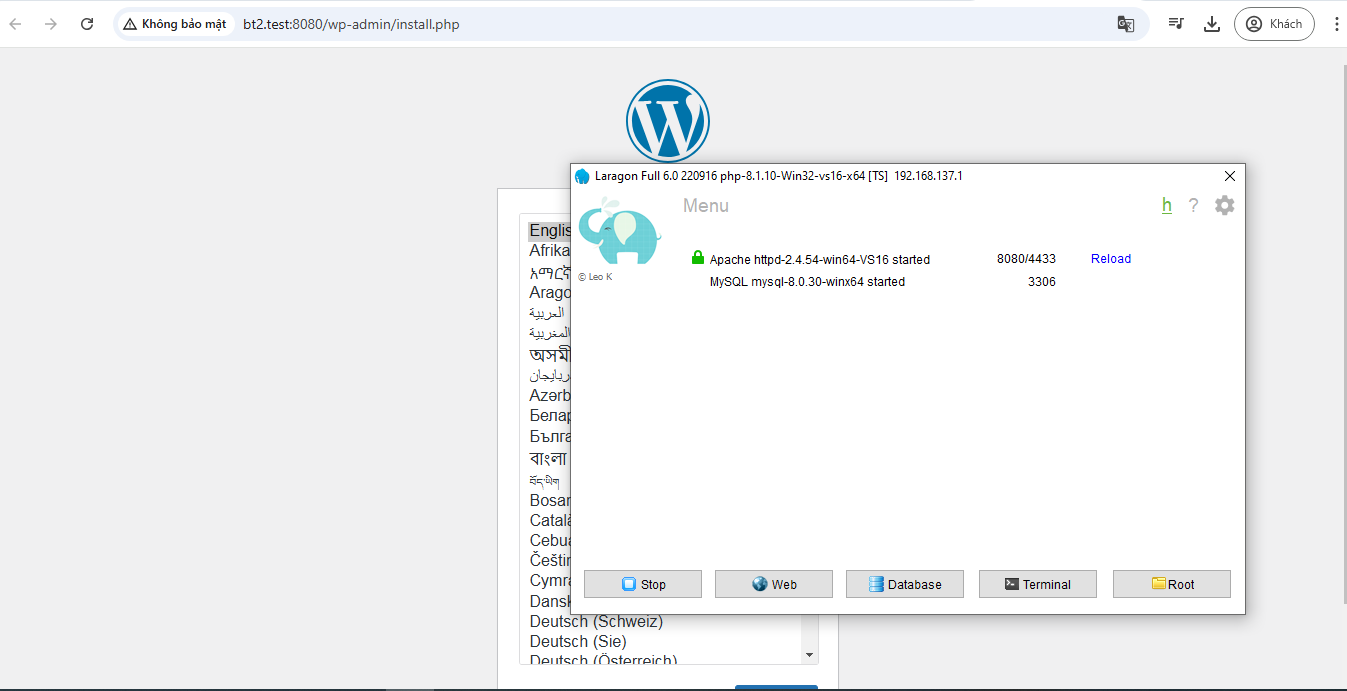 Không bảo mật bt2.test:8080/wp-admin/install.php Khách
Laragon Full 6.0 220916 php-8.1.10-Win32-vs16-x64 [TS] 192.168.137.1
Menu h ?
© Leo K
Apache httpd-2.4.54-win64-VS16 started 8080/4433 Reload
MySQL mysql-8.0.30-winx64 started 3306
Stop Web Database Terminal Root
Englis
Afrika
አማርኛ
Arago
العربية
المغربية
অসমী
Azərb
Белар
Бълга
বাংলা
བོད་ཡིག
Bosan
Català
Cebua
Češtin
Cymra
Dansk
Deutsch (Schweiz)
Deutsch (Sie)
Deutsch (Österreich)